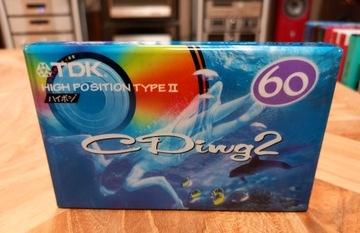 TDK
HIGH POSITION TYPE II
ハイポジ
60
CDing2